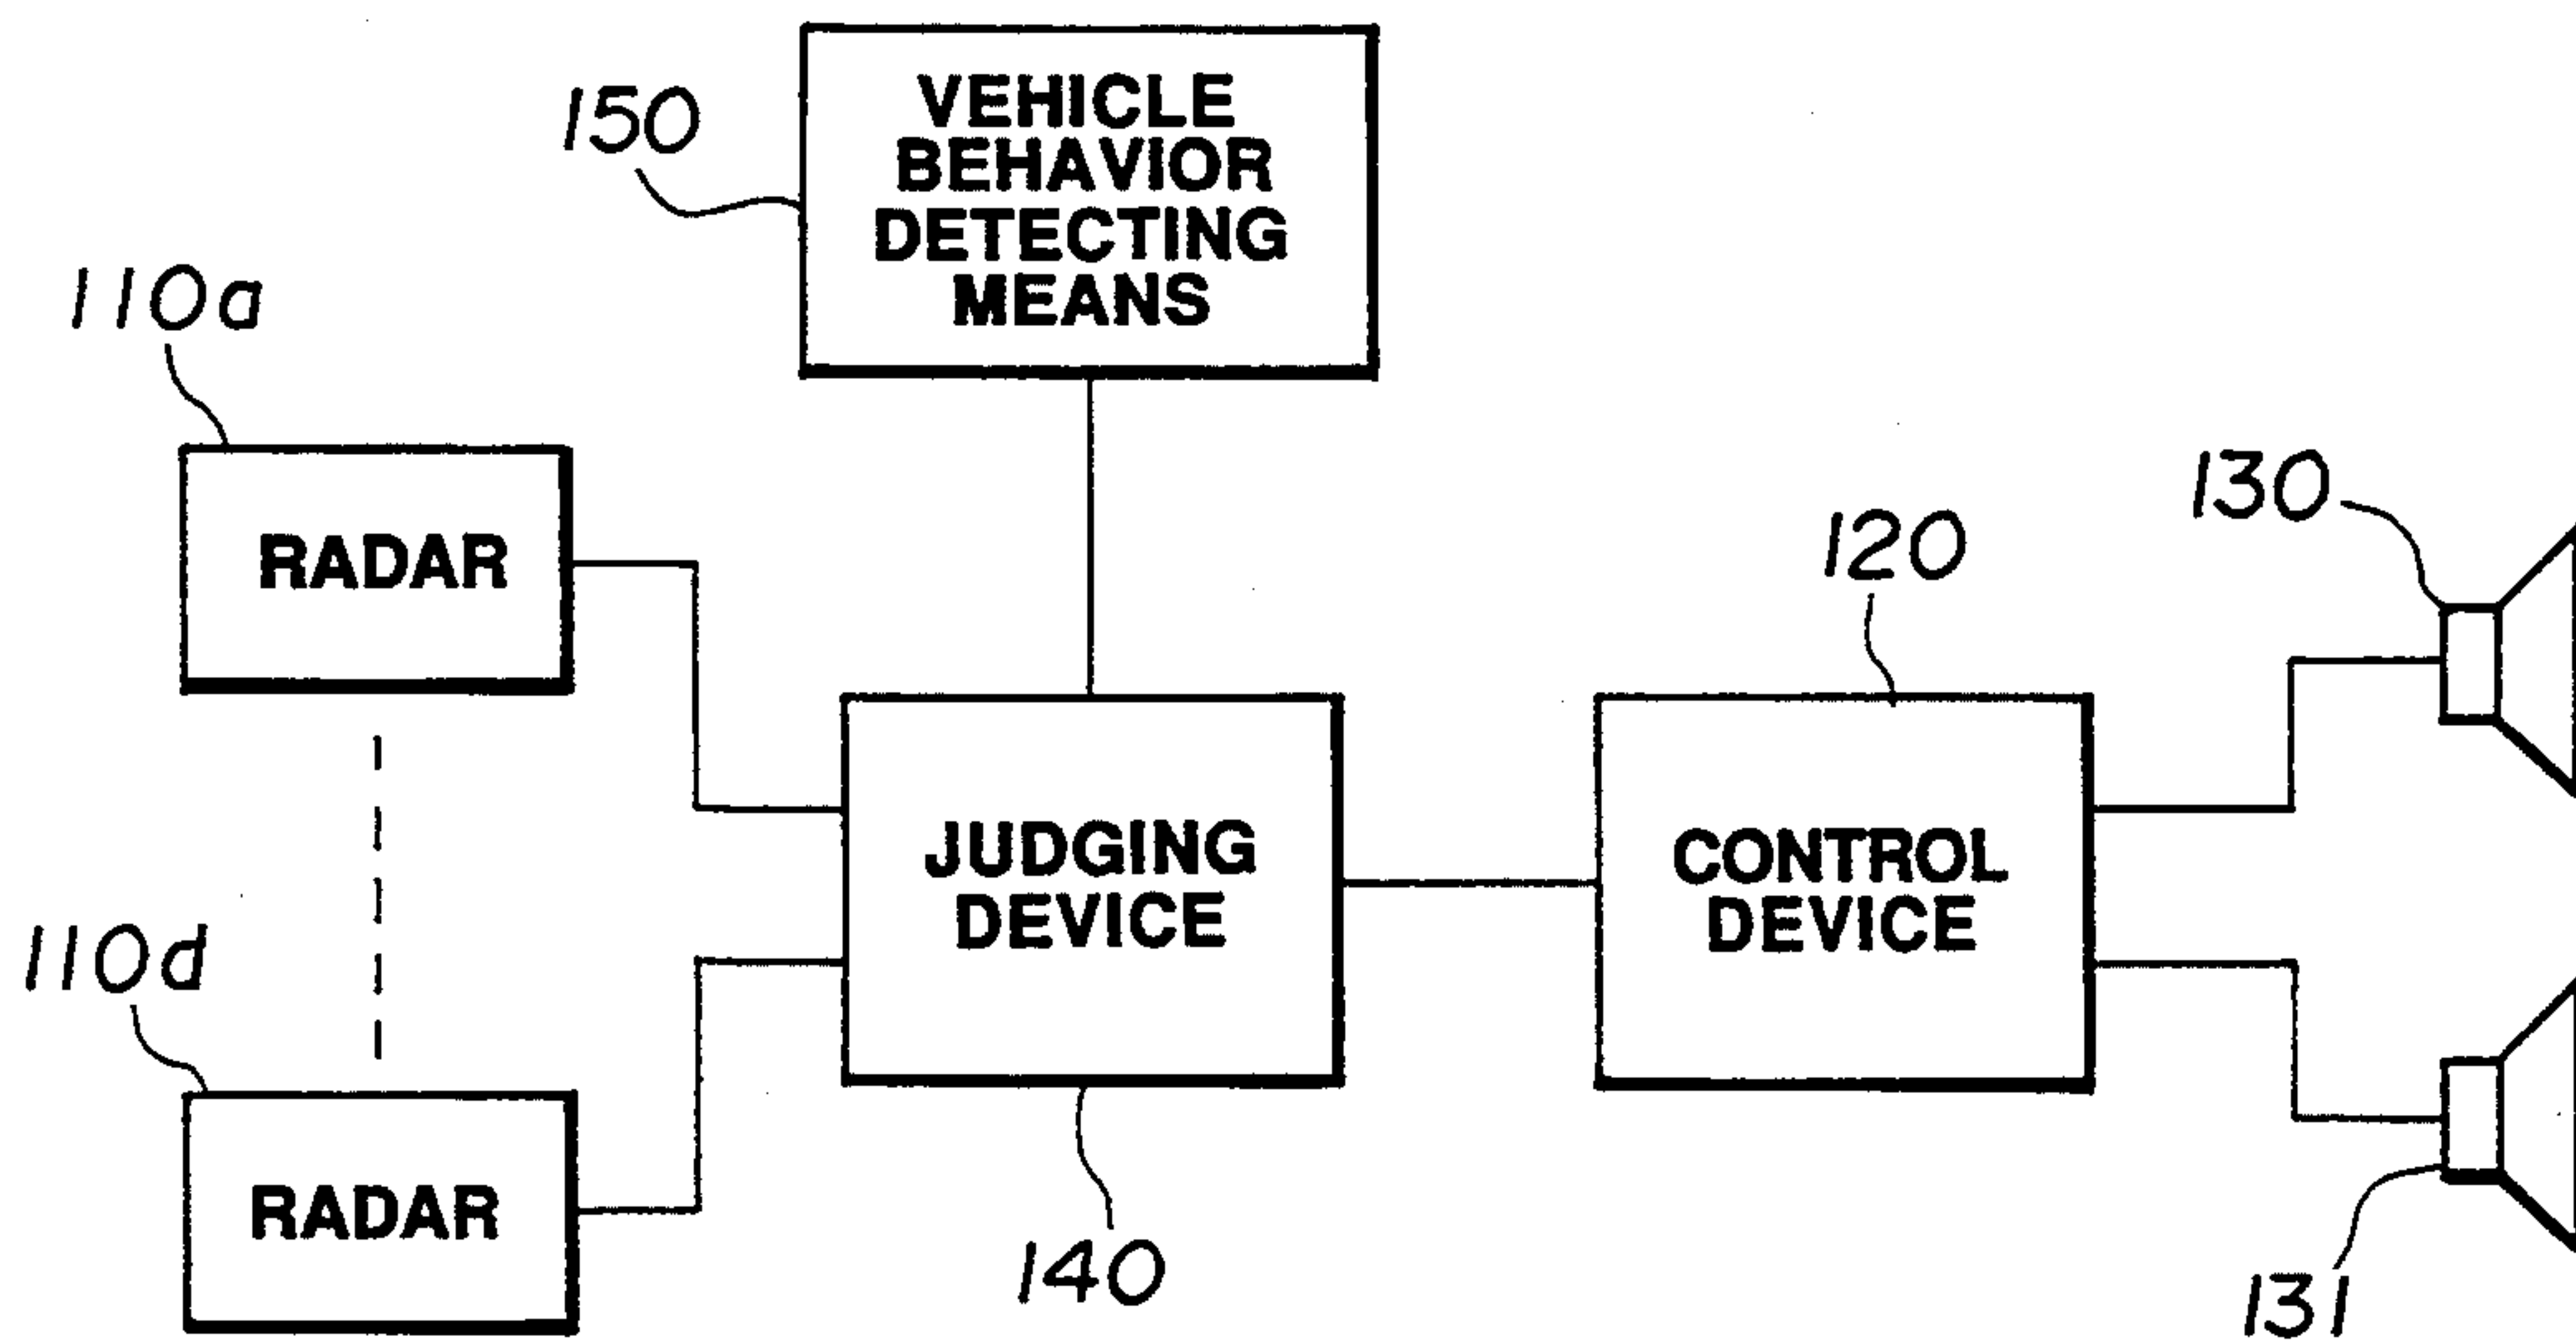 VEHICLE
BEHAVIOR
DETECTING
MEANS
150
110a
RADAR
130
120
JUDGING
DEVICE
CONTROL
DEVICE
110d
RADAR
140
131